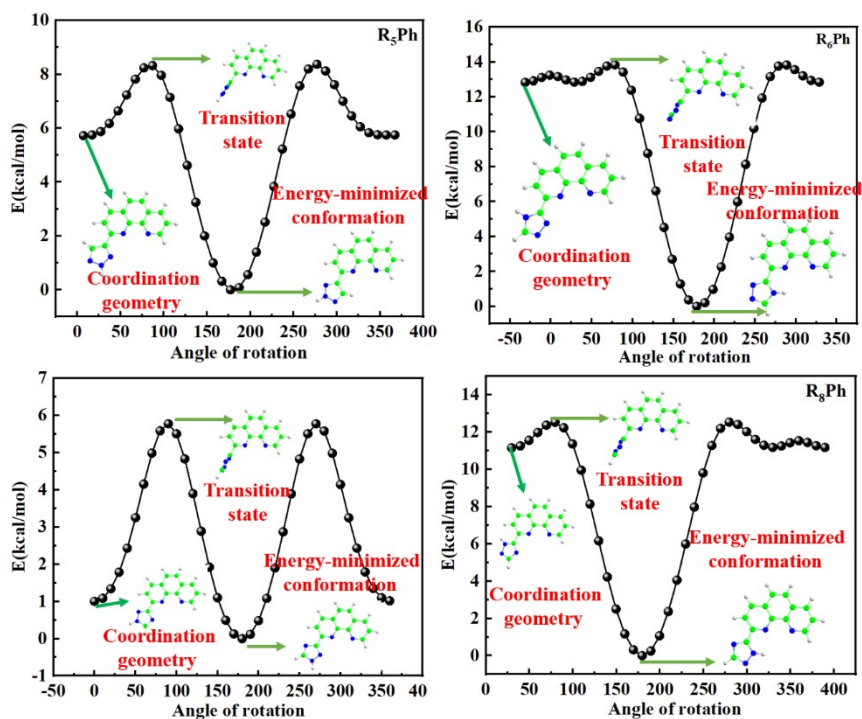 R5Ph
10
8
6
4
2
0
E(kcal/mol)
Transition
state
Energy-minimized
conformation
Coordination
geometry
0 50 100 150 200 250 300 350 400
Angle of rotation
R6Ph
16
14
12
10
8
6
4
2
0
E(kcal/mol)
Transition
state
Energy-minimized
conformation
Coordination
geometry
-50 0 50 100 150 200 250 300 350
Angle of rotation
7
6
5
4
3
2
1
0
-1
E(kcal/mol)
Transition
state
Energy-minimized
conformation
Coordination
geometry
0 50 100 150 200 250 300 350 400
Angle of rotation
R8Ph
14
12
10
8
6
4
2
0
E(kcal/mol)
Transition
state
Energy-minimized
conformation
Coordination
geometry
0 100 200 300 400
Angle of rotation